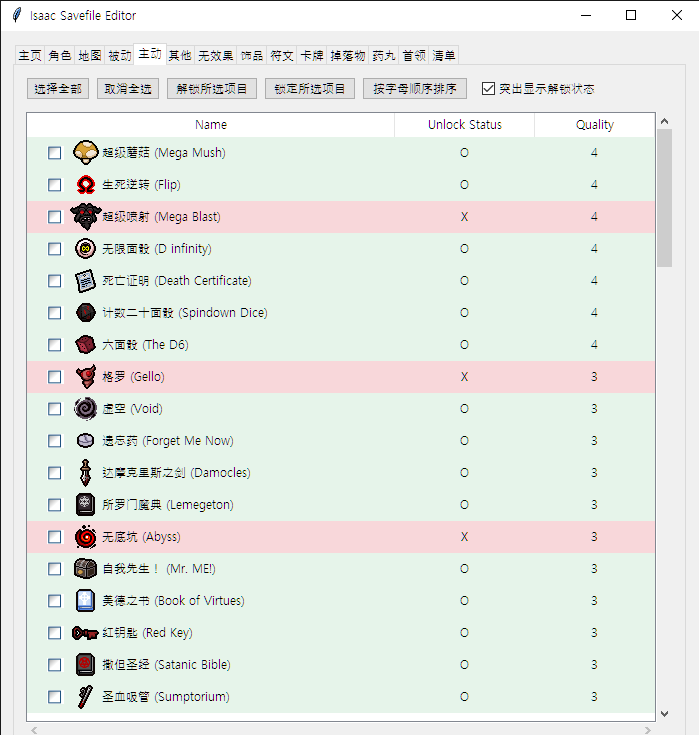 Isaac Savefile Editor
主页 角色 地图 被动 主动 其他 无效果 饰品 符文 卡牌 掉落物 药丸 首领 清单
选择全部 取消全选 解锁所选项目 锁定所选项目 按字母顺序排序 突出显示解锁状态
Name Unlock Status Quality
超级蘑菇 (Mega Mush) O 4
生死逆转 (Flip) O 4
超级喷射 (Mega Blast) X 4
无限面骰 (D infinity) O 4
死亡证明 (Death Certificate) O 4
计数二十面骰 (Spindown Dice) O 4
六面骰 (The D6) O 4
格罗 (Gello) X 3
虚空 (Void) O 3
遗忘药 (Forget Me Now) O 3
达摩克里斯之剑 (Damocles) O 3
所罗门魔典 (Lemegeton) O 3
无底坑 (Abyss) X 3
自我先生！ (Mr. ME!) O 3
美德之书 (Book of Virtues) O 3
红钥匙 (Red Key) O 3
撒但圣经 (Satanic Bible) O 3
圣血吸管 (Sumptorium) O 3